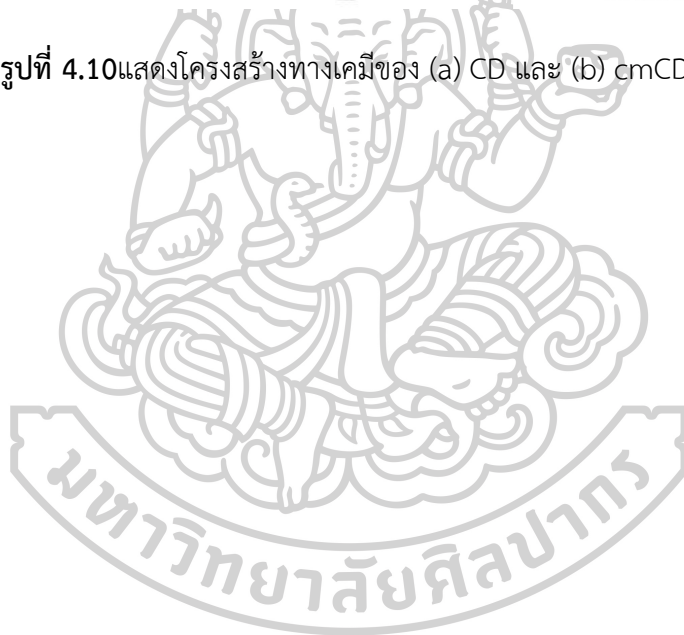 รูปที่ 4.10แสดงโครงสร้างทางเคมีของ (a) CD และ (b) cmCD
มหาวิทยาลัยศิลปากร